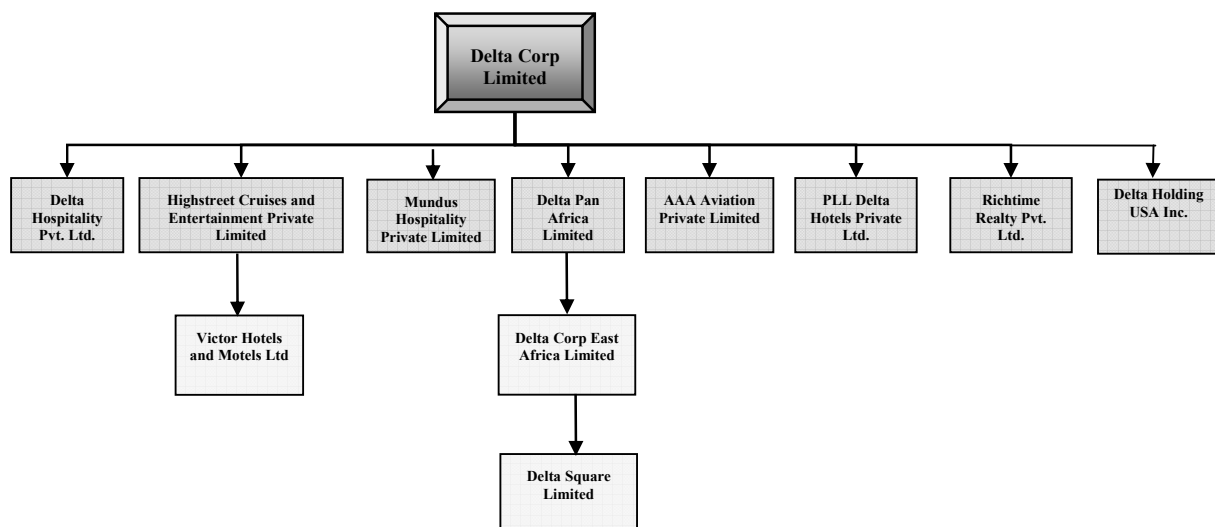 Delta Corp
Limited
Delta
Hospitality
Pvt. Ltd.
Highstreet Cruises and
Entertainment Private
Limited
Mundus
Hospitality
Private Limited
Delta Pan
Africa
Limited
AAA Aviation
Private Limited
PLL Delta
Hotels Private
Ltd.
Richtime
Realty Pvt.
Ltd.
Delta Holding
USA Inc.
Victor Hotels
and Motels Ltd
Delta Corp East
Africa Limited
Delta Square
Limited